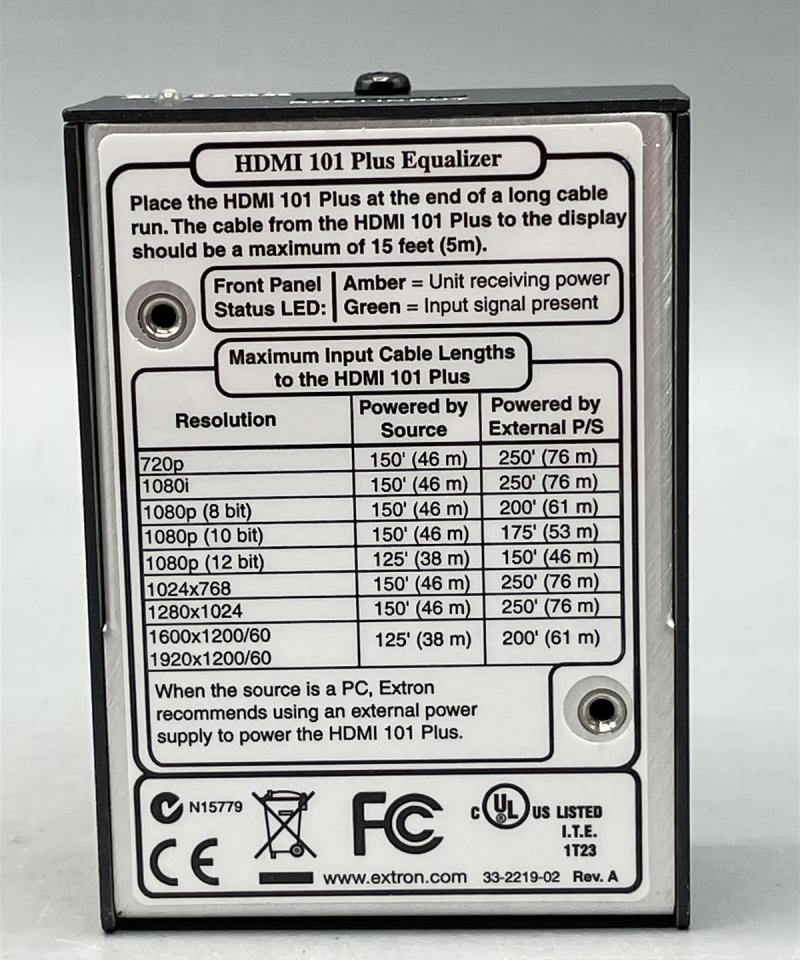 HDMI 101 Plus Equalizer
Place the HDMI 101 Plus at the end of a long cable
run. The cable from the HDMI 101 Plus to the display
should be a maximum of 15 feet (5m).
Front Panel Amber = Unit receiving power
Status LED: Green = Input signal present
Maximum Input Cable Lengths
to the HDMI 101 Plus
Resolution Powered by Source Powered by External P/S
720p 150' (46 m) 250' (76 m)
1080i 150' (46 m) 250' (76 m)
1080p (8 bit) 150' (46 m) 200' (61 m)
1080p (10 bit) 150' (46 m) 175' (53 m)
1080p (12 bit) 125' (38 m) 150' (46 m)
1024x768 150' (46 m) 250' (76 m)
1280x1024 150' (46 m) 250' (76 m)
1600x1200/60 125' (38 m) 200' (61 m)
1920x1200/60
When the source is a PC, Extron
recommends using an external power
supply to power the HDMI 101 Plus.
N15779
FC
C UL ® US LISTED
I.T.E.
1T23
CE
www.extron.com 33-2219-02 Rev. A